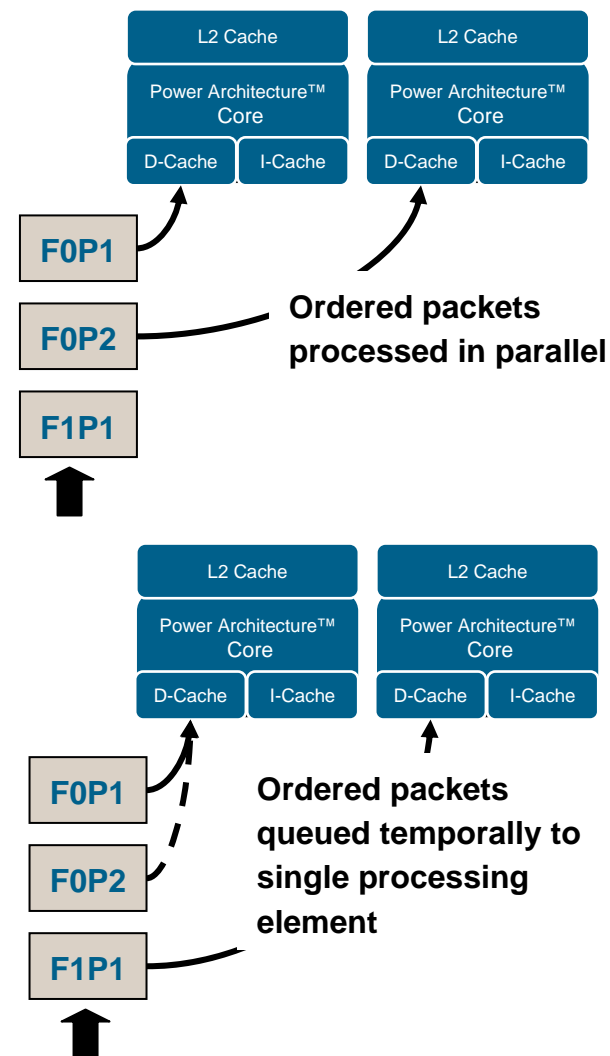 L2 Cache
L2 Cache
Power Architecture™
Core
Power Architecture™
Core
D-Cache
I-Cache
D-Cache
I-Cache
F0P1
F0P2
F1P1
Ordered packets
processed in parallel
L2 Cache
L2 Cache
Power Architecture™
Core
Power Architecture™
Core
D-Cache
I-Cache
D-Cache
I-Cache
F0P1
F0P2
F1P1
Ordered packets
queued temporally to
single processing
element